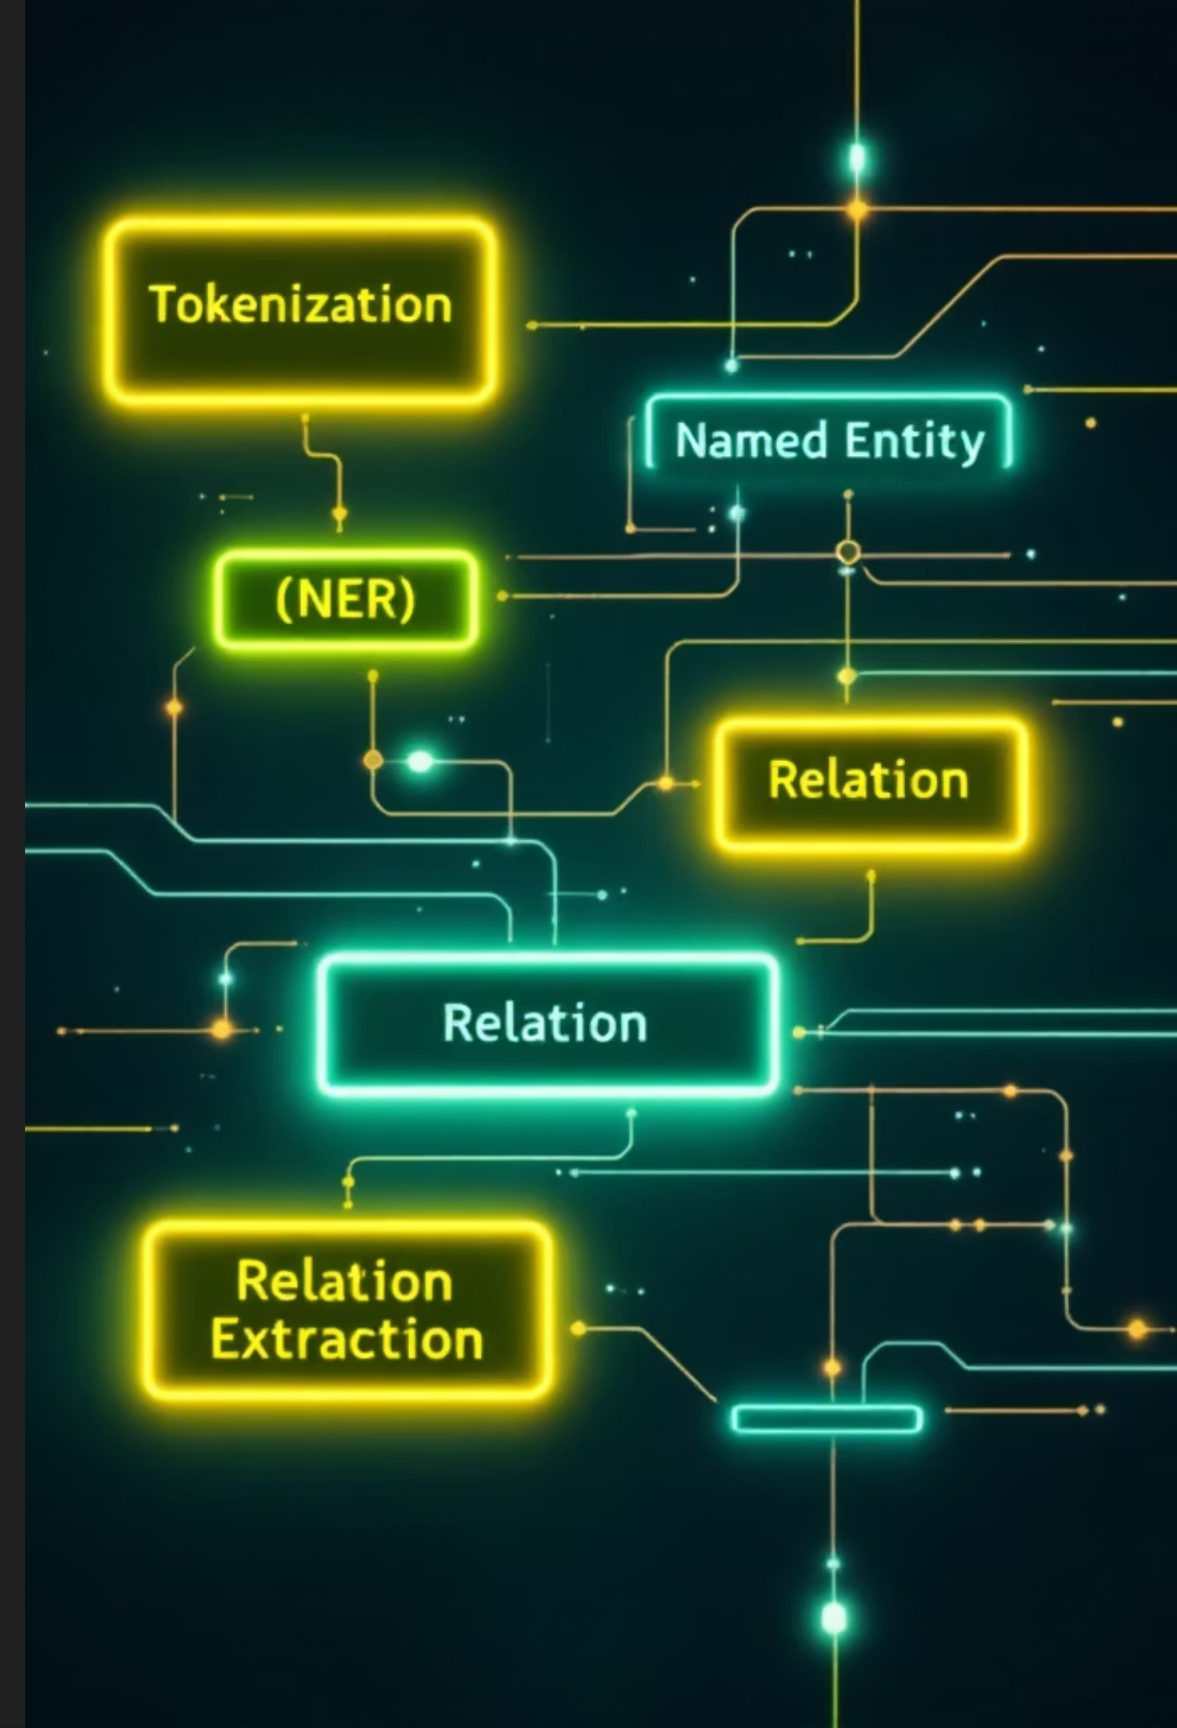 Tokenization
Named Entity
(NER)
Relation
Relation
Relation
Extraction